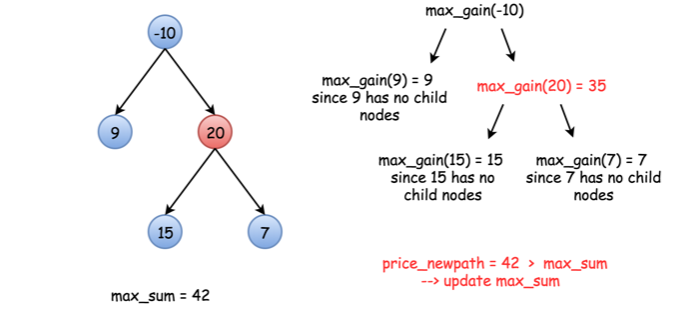 -10
9
20
15
7
max_sum = 42
max_gain(-10)
max_gain(9) = 9
since 9 has no child
nodes
max_gain(20) = 35
max_gain(15) = 15
since 15 has no
child nodes
max_gain(7) = 7
since 7 has no child
nodes
price_newpath = 42 > max_sum
--> update max_sum